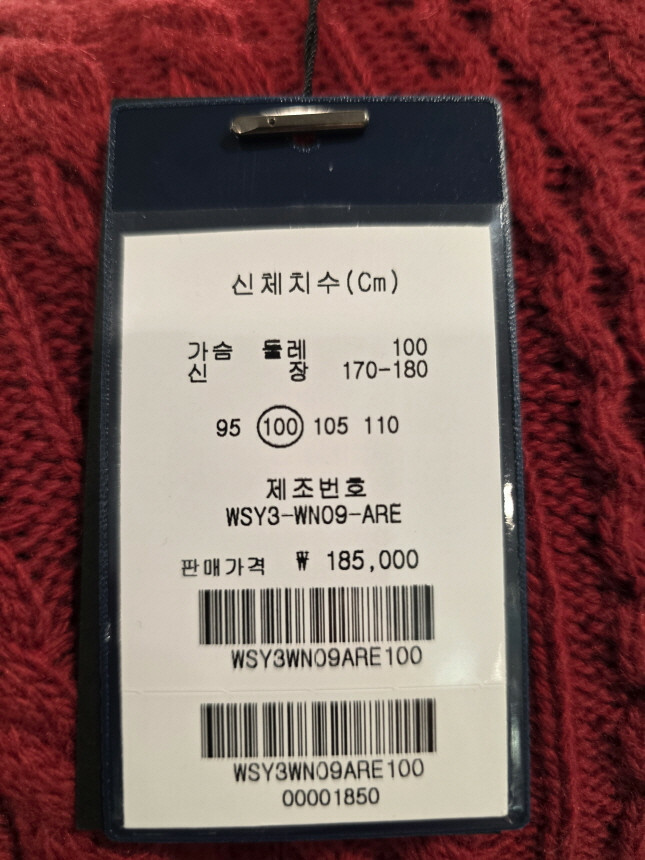 신체치수(Cm)
가슴 둘레 100
신 장 170-180
95 100 105 110
제조번호
WSY3-WN09-ARE
판매가격 ₩ 185,000
WSY3WN09ARE100
WSY3WN09ARE100
00001850